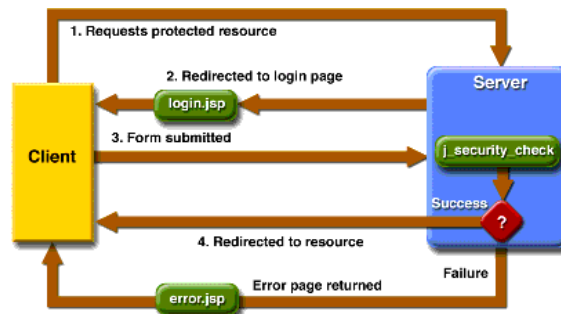 1. Requests protected resource
2. Redirected to login page
Server
login.jsp
3. Form submitted
Client
j_security_check
Success
?
4. Redirected to resource
Failure
Error page returned
error.jsp